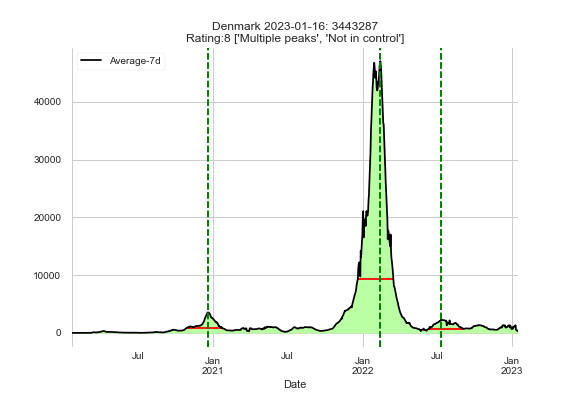 Denmark 2023-01-16: 3443287
Rating:8 ['Multiple peaks', 'Not in control']
Average-7d
40000
30000
20000
10000
0
Jul
Jan
2021
Jul
Jan
2022
Jul
Jan
2023
Date